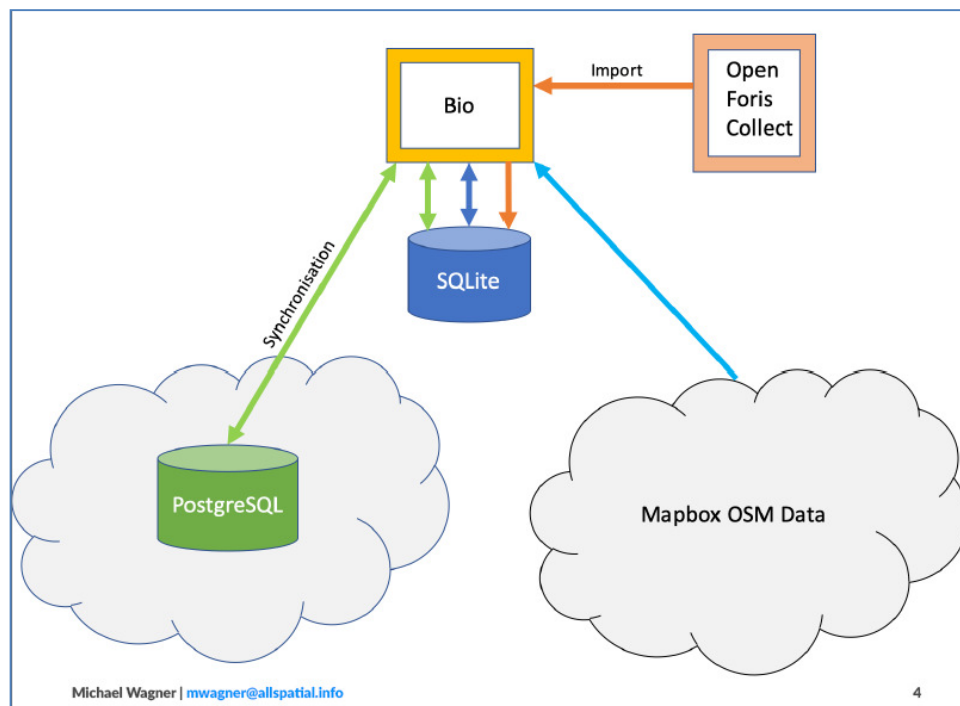 Bio
Import
Open
Foris
Collect
SQLite
Synchronisation
PostgreSQL
Mapbox OSM Data
Michael Wagner | mwagner@allspatial.info
4